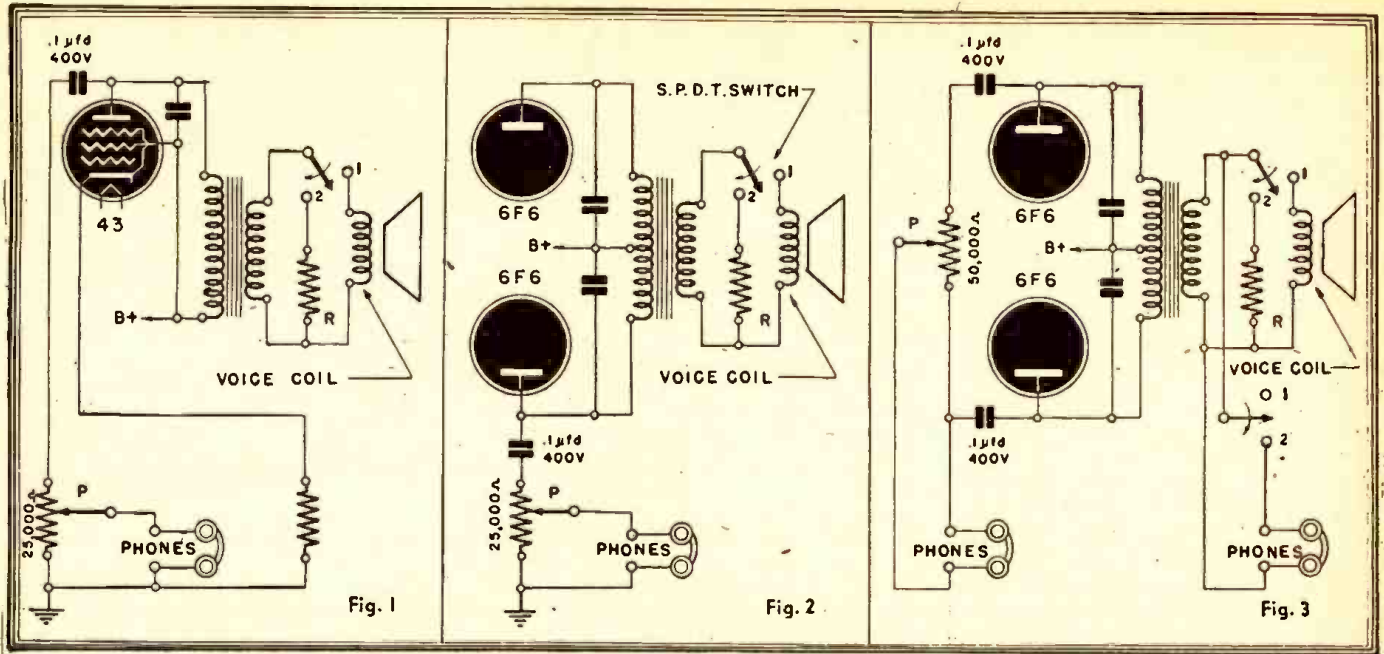 .1 µfd
400V
43
B+
1
2
R
VOICE COIL
25,000Ω
P
PHONES
Fig. 1
S.P.D.T. SWITCH
6F6
B+
6F6
1
2
R
VOICE COIL
.1 µfd
400V
25,000Ω
P
PHONES
Fig. 2
.1 µfd
400V
6F6
P
50,000Ω
B+
6F6
1
2
R
VOICE COIL
.1 µfd
400V
1
2
PHONES
PHONES
Fig. 3